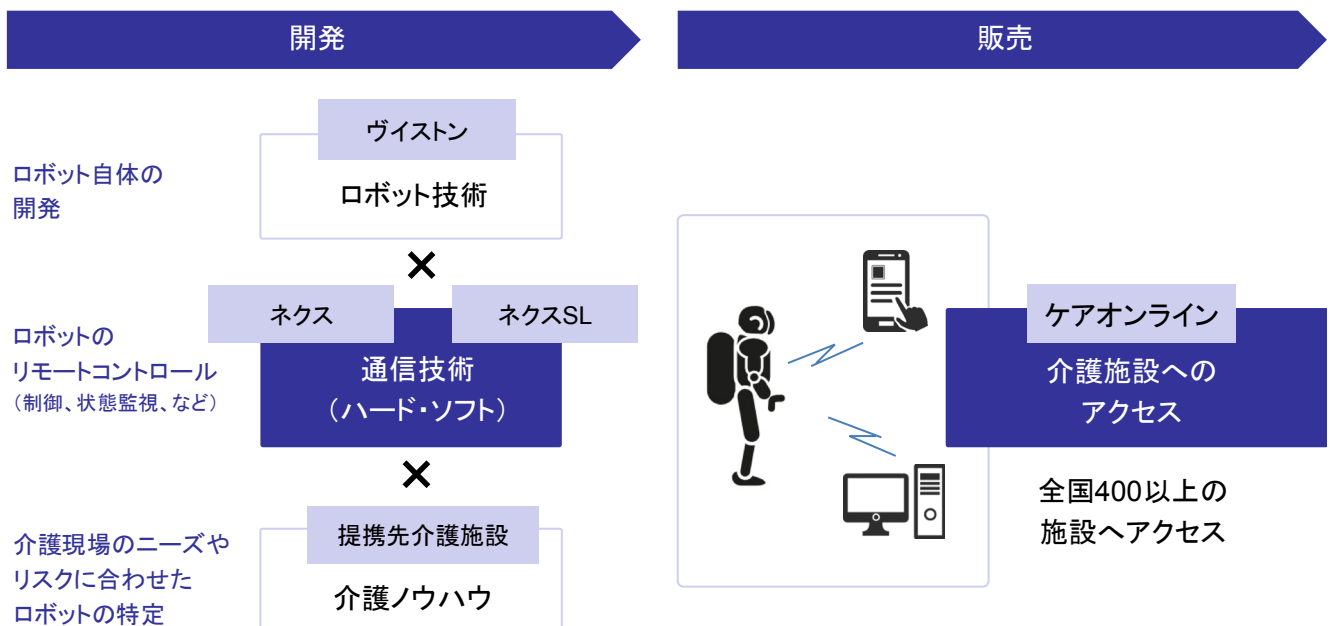 開発
販売
ロボット自体の
開発
ヴイストン
ロボット技術
×
ロボットの
リモートコントロール
（制御、状態監視、など）
ネクス
ネクスSL
通信技術
（ハード・ソフト）
×
介護現場のニーズや
リスクに合わせた
ロボットの特定
提携先介護施設
介護ノウハウ
ケアオンライン
介護施設への
アクセス
全国400以上の
施設へアクセス